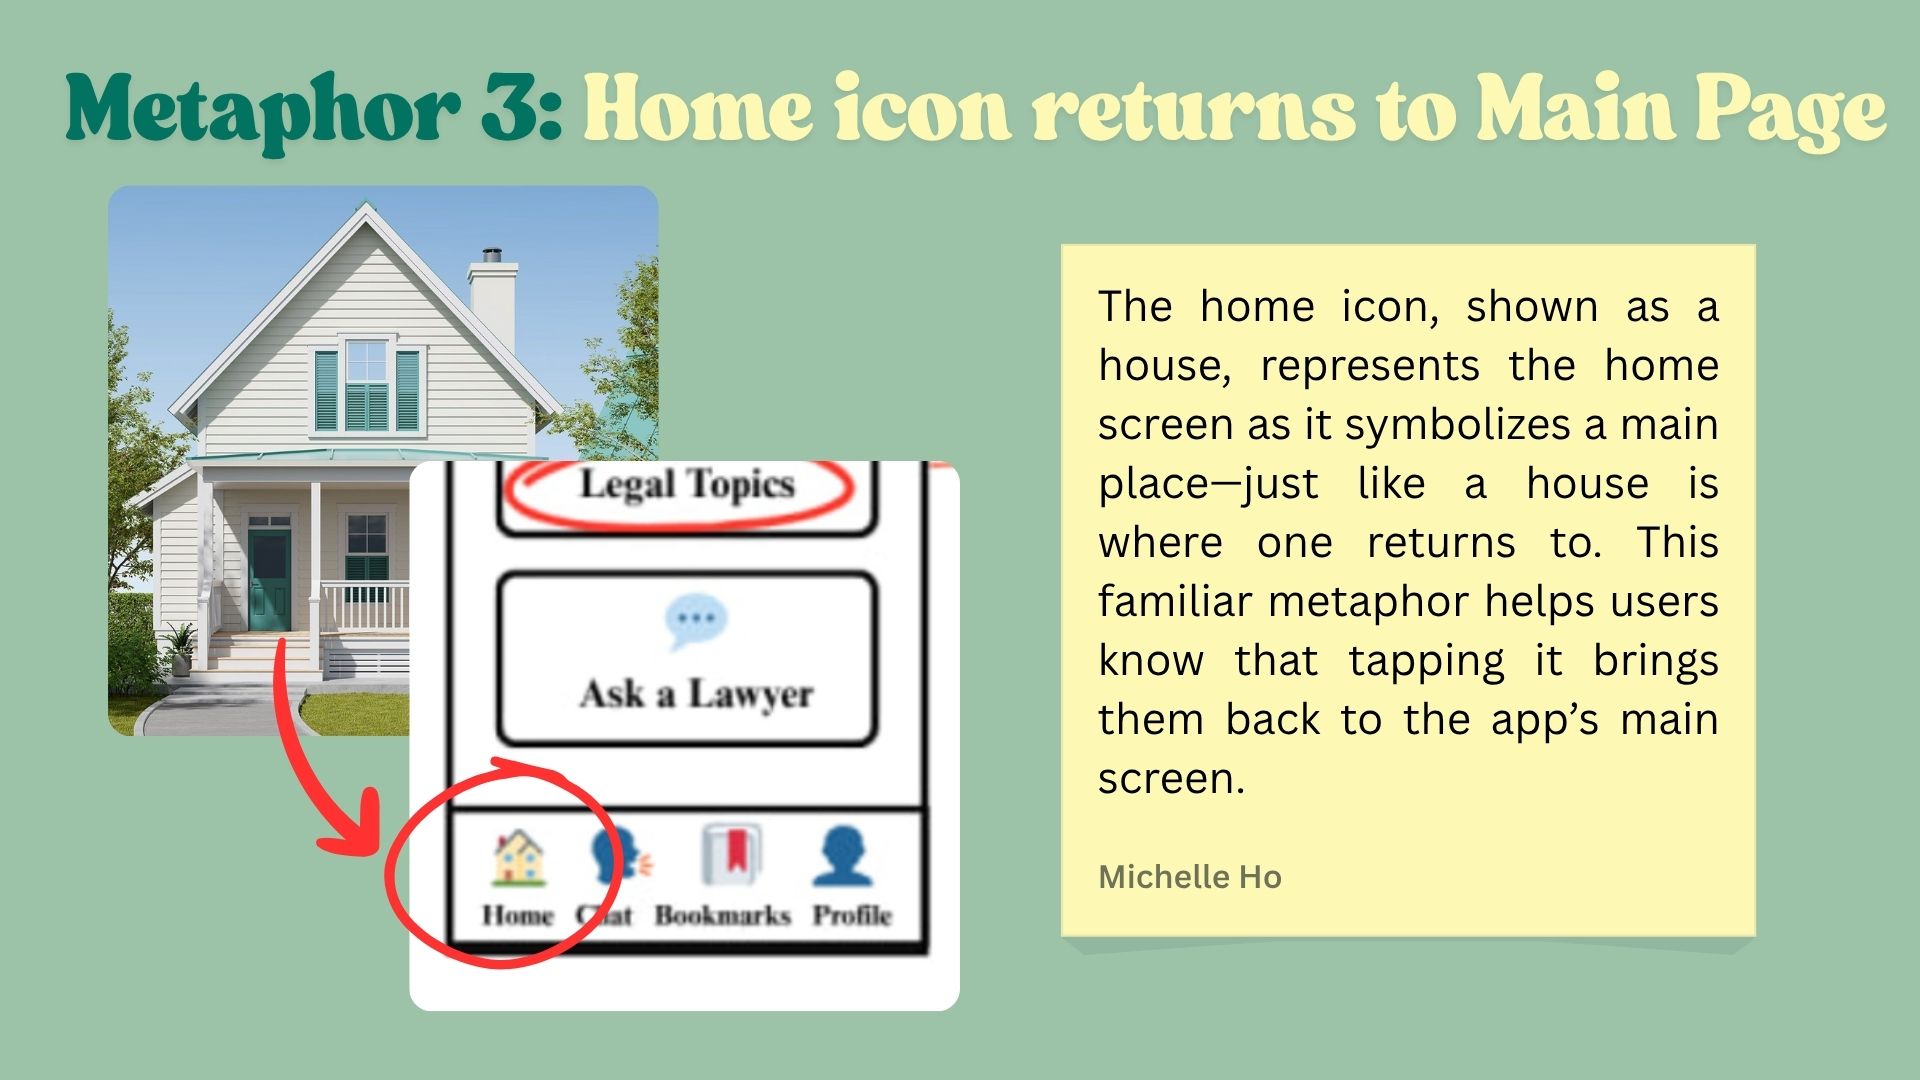 Metaphor 3: Home icon returns to Main Page
Legal Topics
Ask a Lawyer
Home Chat Bookmarks Profile
The home icon, shown as a
house, represents the home
screen as it symbolizes a main
place—just like a house is
where one returns to. This
familiar metaphor helps users
know that tapping it brings
them back to the app’s main
screen.
Michelle Ho